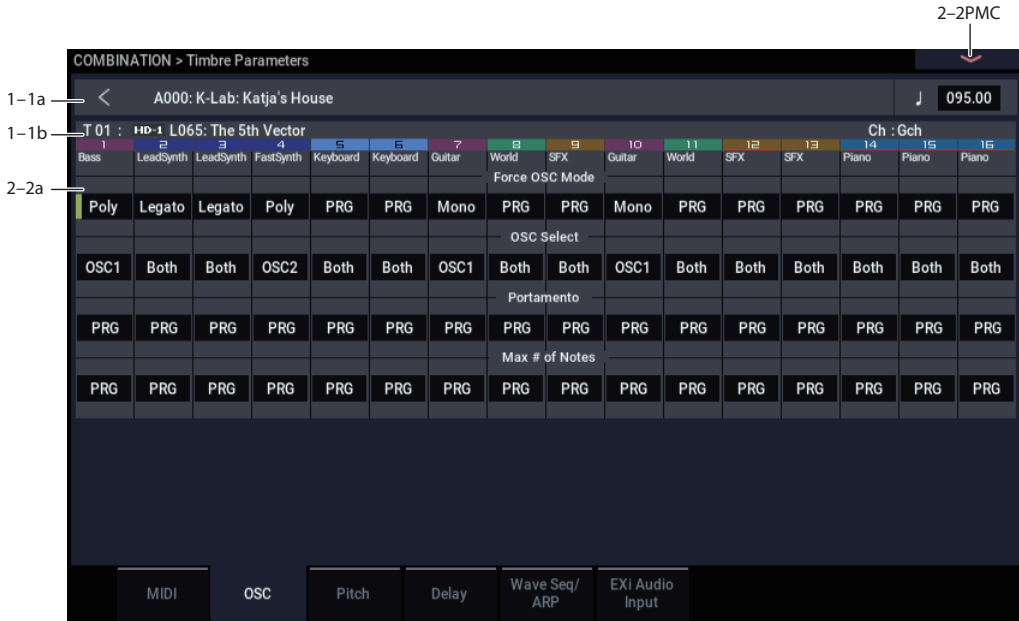 2–2PMC
COMBINATION > Timbre Parameters
1–1a
A000: K-Lab: Katja's House
♩ 095.00
1–1b
T 01 : HD-1 L065: The 5th Vector Ch : Gch
1 2 3 4 5 6 7 8 9 10 11 12 13 14 15 16
Bass LeadSynth LeadSynth FastSynth Keyboard Keyboard Guitar World SFX Guitar World SFX SFX Piano Piano Piano
2–2a
Force OSC Mode
Poly Legato Legato Poly PRG PRG Mono PRG PRG Mono PRG PRG PRG PRG PRG PRG
OSC Select
OSC1 Both Both OSC2 Both Both OSC1 Both Both OSC1 Both Both Both Both Both Both
Portamento
PRG PRG PRG PRG PRG PRG PRG PRG PRG PRG PRG PRG PRG PRG PRG PRG
Max # of Notes
PRG PRG PRG PRG PRG PRG PRG PRG PRG PRG PRG PRG PRG PRG PRG PRG
MIDI OSC Pitch Delay Wave Seq/ EXi Audio
ARP Input